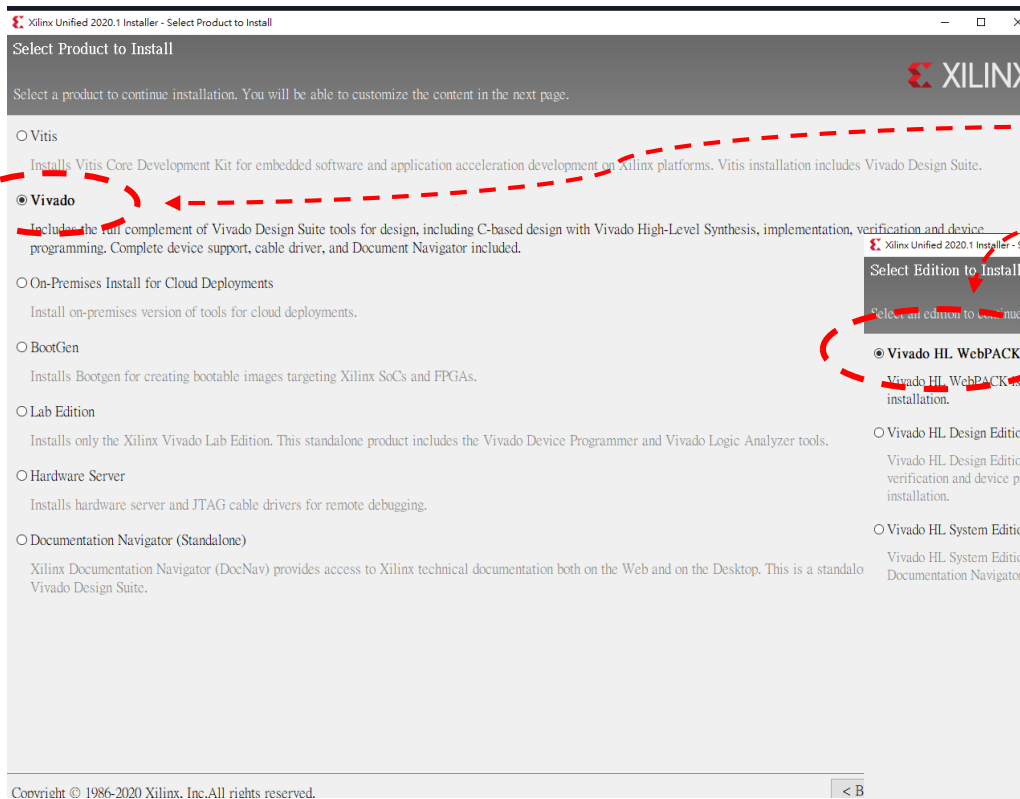 Xilinx Unified 2020.1 Installer - Select Product to Install
Select Product to Install
XILINX
Select a product to continue installation. You will be able to customize the content in the next page.
Vitis
Installs Vitis Core Development Kit for embedded software and application acceleration development on Xilinx platforms. Vitis installation includes Vivado Design Suite.
Vivado
Includes the full complement of Vivado Design Suite tools for design, including C-based design with Vivado High-Level Synthesis, implementation, verification and device
programming. Complete device support, cable driver, and Document Navigator included.
On-Premises Install for Cloud Deployments
Install on-premises version of tools for cloud deployments.
BootGen
Installs Bootgen for creating bootable images targeting Xilinx SoCs and FPGAs.
Lab Edition
Installs only the Xilinx Vivado Lab Edition. This standalone product includes the Vivado Device Programmer and Vivado Logic Analyzer tools.
Hardware Server
Installs hardware server and JTAG cable drivers for remote debugging.
Documentation Navigator (Standalone)
Xilinx Documentation Navigator (DocNav) provides access to Xilinx technical documentation both on the Web and on the Desktop. This is a standalo
Vivado Design Suite.
Copyright © 1986-2020 Xilinx, Inc.All rights reserved.
< B
Xilinx Unified 2020.1 Installer - S
Select Edition to Install
Select an edition to continue
Vivado HL WebPACK
Vivado HL WebPACK is
installation.
Vivado HL Design Editio
Vivado HL Design Editio
verification and device p
installation.
Vivado HL System Editio
Vivado HL System Editio
Documentation Navigator